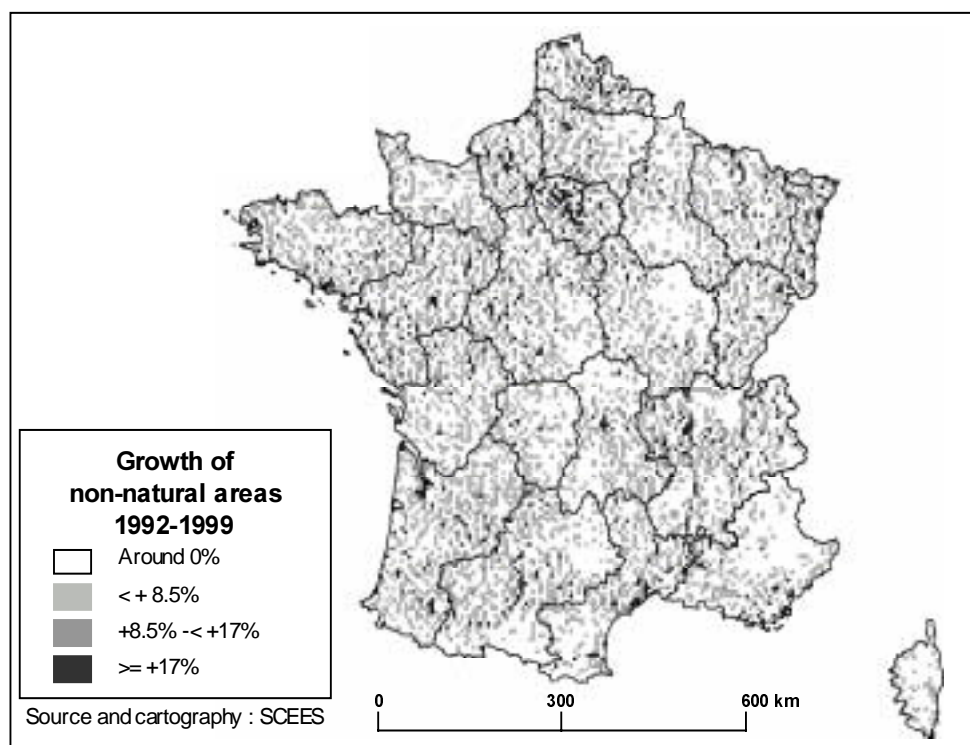 Growth of
non-natural areas
1992-1999
Around 0%
< + 8.5%
+8.5% -< +17%
>= +17%
Source and cartography : SCEES
0 300 600 km